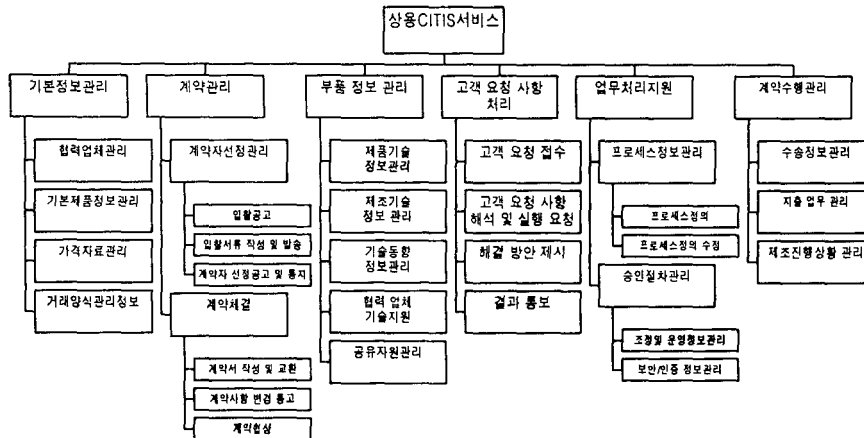 상용CITIS서비스
기본정보관리
협력업체관리
기본제품정보관리
가격자료관리
거래양식관리정보
계약관리
계약자선정관리
입찰공고
입찰서류 작성 및 발송
계약자 선정공고 및 통지
계약체결
계약서 작성 및 교환
계약사항 변경 통고
계약협상
부품 정보 관리
제품기술
정보관리
제조기술
정보 관리
기술동향
정보관리
협력 업체
기술지원
공유자원관리
고객 요청 사항
처리
고객 요청 접수
고객 요청 사항
해석 및 실행 요청
해결 방안 제시
결과 통보
업무처리지원
프로세스정보관리
프로세스정의
프로세스정의 수정
승인절차관리
조정및 운영정보관리
보안/인증 정보관리
계약수행관리
수송정보관리
지출 업무 관리
제조진행상황 관리